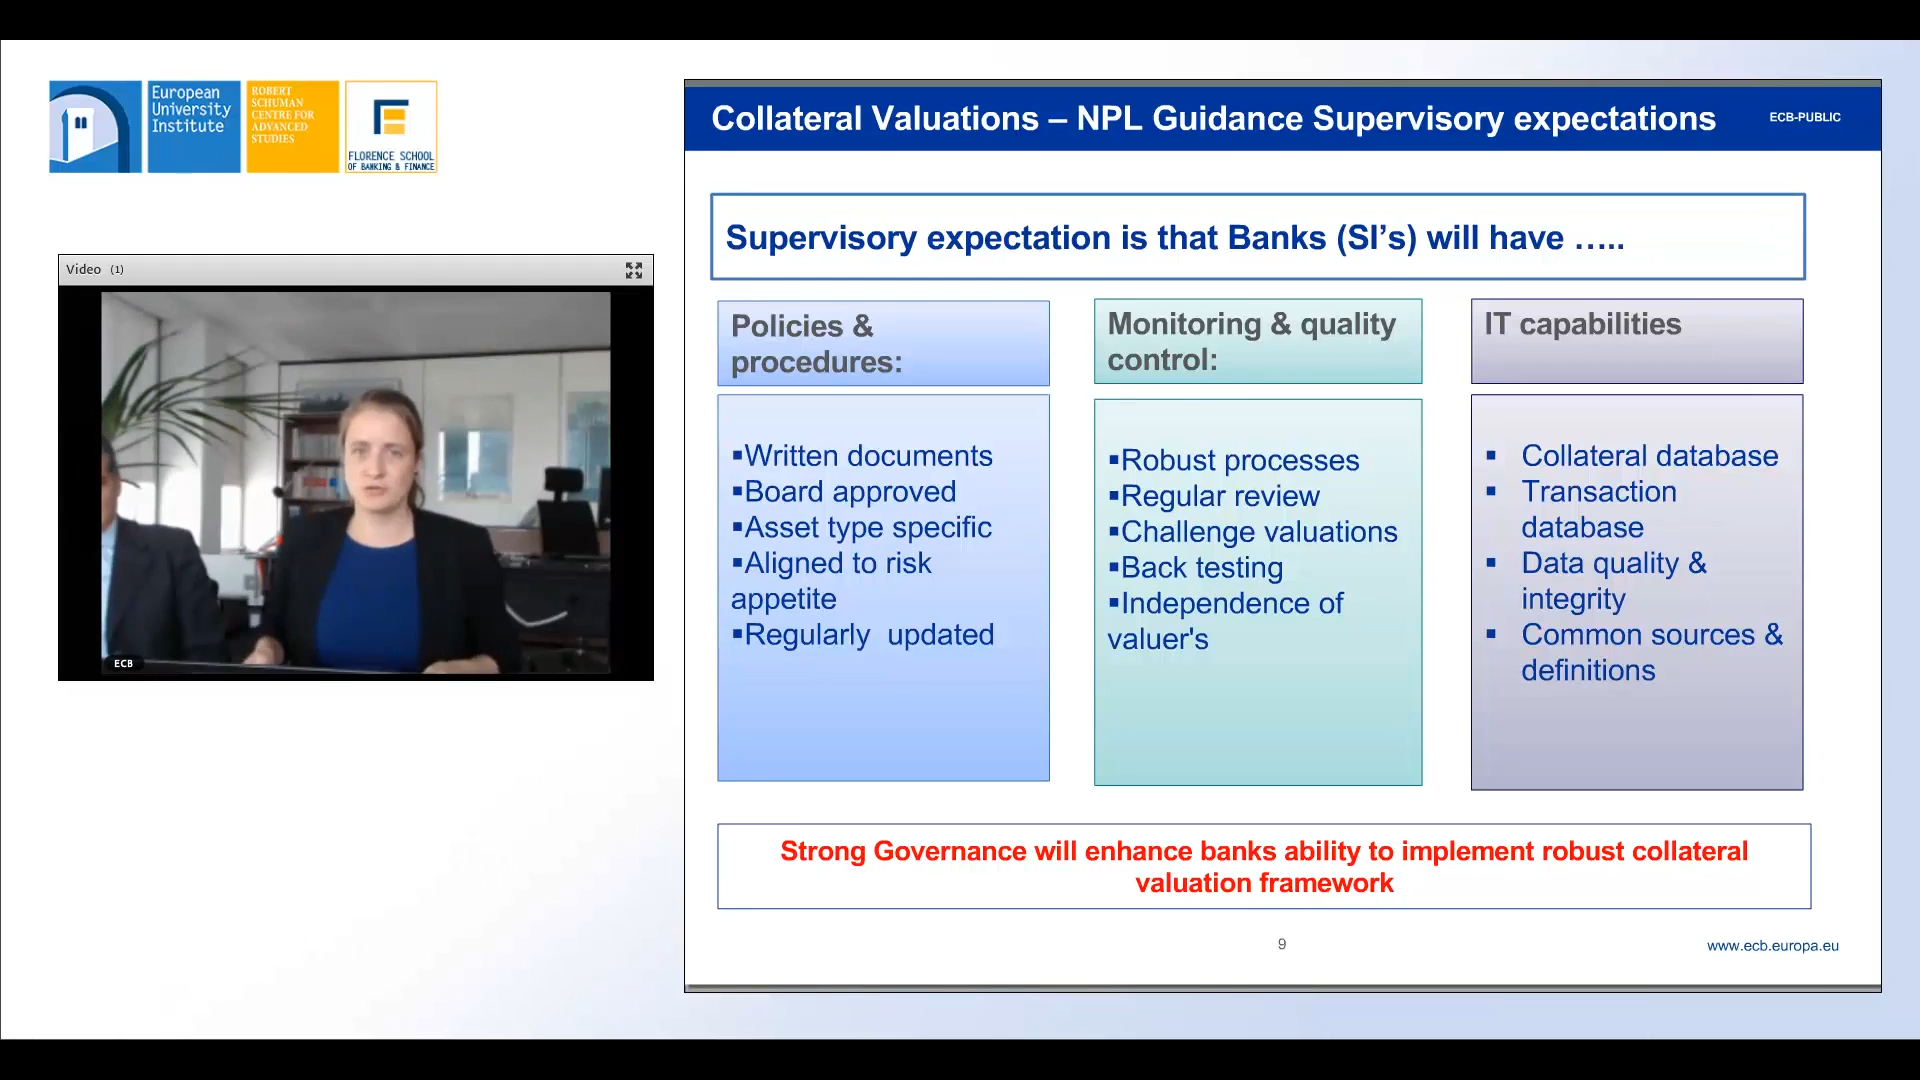 European
University
Institute
ROBERT
SCHUMAN
CENTRE FOR
ADVANCED
STUDIES
FLORENCE SCHOOL
OF BANKING & FINANCE
Video (1)
ECB
Collateral Valuations – NPL Guidance Supervisory expectations
ECB-PUBLIC
Supervisory expectation is that Banks (SI’s) will have …..
Policies &
procedures:
▪Written documents
▪Board approved
▪Asset type specific
▪Aligned to risk
appetite
▪Regularly  updated
Monitoring & quality
control:
▪Robust processes
▪Regular review
▪Challenge valuations
▪Back testing
▪Independence of
valuer's
IT capabilities
▪ Collateral database
▪ Transaction
database
▪ Data quality &
integrity
▪ Common sources &
definitions
Strong Governance will enhance banks ability to implement robust collateral
valuation framework
9
www.ecb.europa.eu